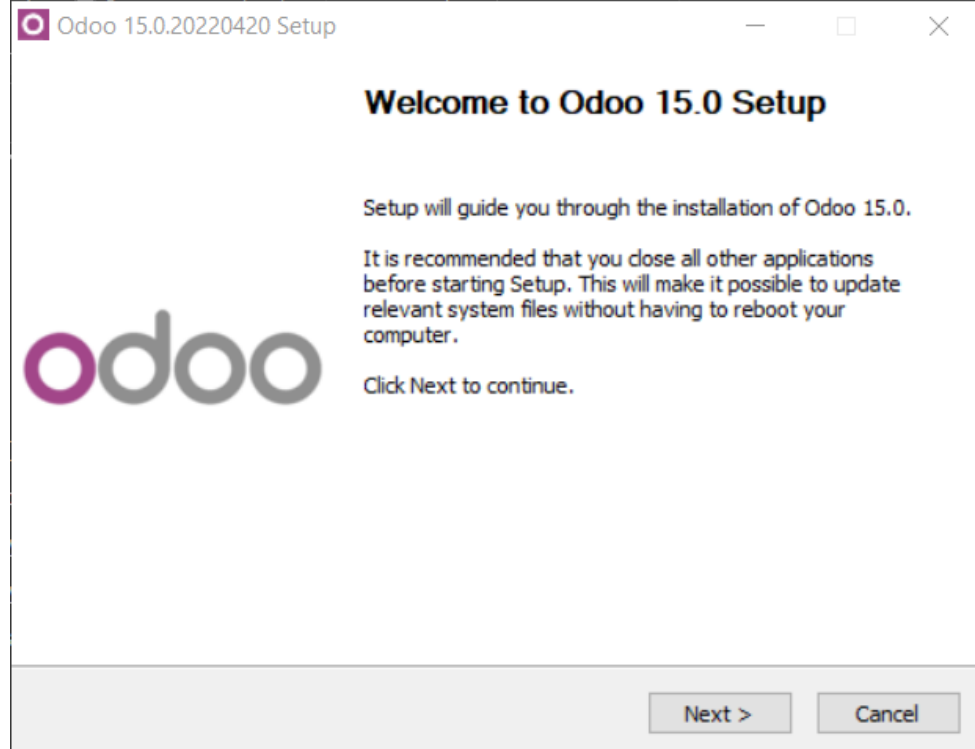 Odoo 15.0.20220420 Setup
Welcome to Odoo 15.0 Setup
Setup will guide you through the installation of Odoo 15.0.
It is recommended that you close all other applications
before starting Setup. This will make it possible to update
relevant system files without having to reboot your
computer.
odoo
Click Next to continue.
Next >
Cancel